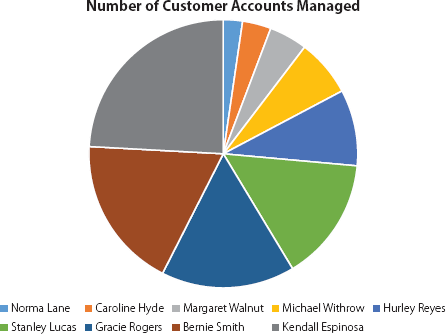 Number of Customer Accounts Managed
Norma Lane Caroline Hyde Margaret Walnut Michael Withrow Hurley Reyes
Stanley Lucas Gracie Rogers Bernie Smith Kendall Espinosa